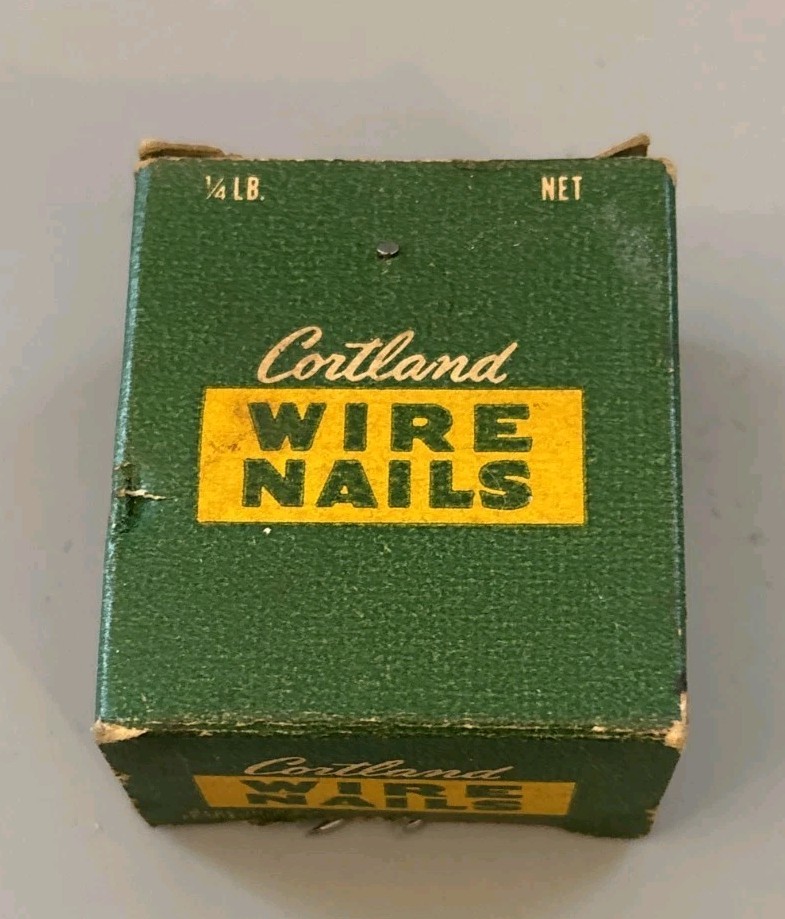 ¼ LB. NET
Cortland
WIRE
NAILS
Cortland
WIRE
NAILS